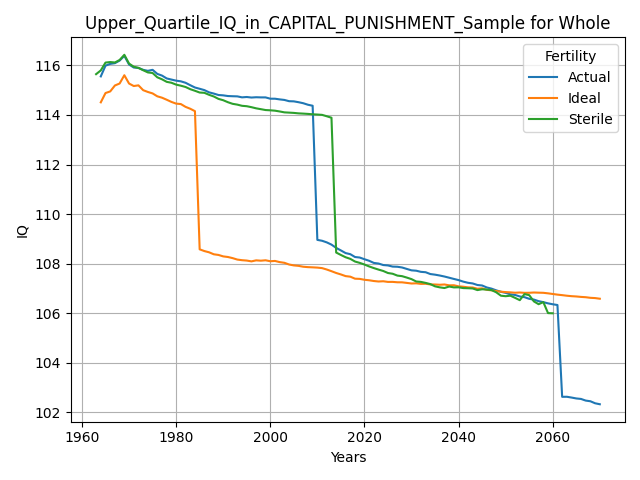 Upper_Quartile_IQ_in_CAPITAL_PUNISHMENT_Sample for Whole
Fertility
Actual
Ideal
Sterile
IQ
116
114
112
110
108
106
104
102
1960
1980
2000
2020
2040
2060
Years